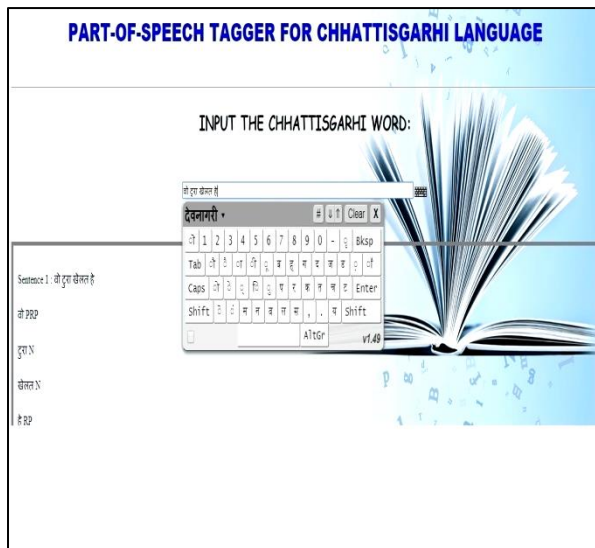 PART-OF-SPEECH TAGGER FOR CHHATTISGARHI LANGUAGE
INPUT THE CHHATTISGARHI WORD:
वो टुरा खेलत है
देवनागरी # Clear X
1 2 3 4 5 6 7 8 9 0 - Bksp
Tab ब ह ग द ज ड
Caps प र क त च ट Enter
Shift म न व ल स , . य Shift
AltGr v1.49
Sentence 1 : वो टुरा खेलत है
वो PRP
टुरा N
खेलत N
है RP